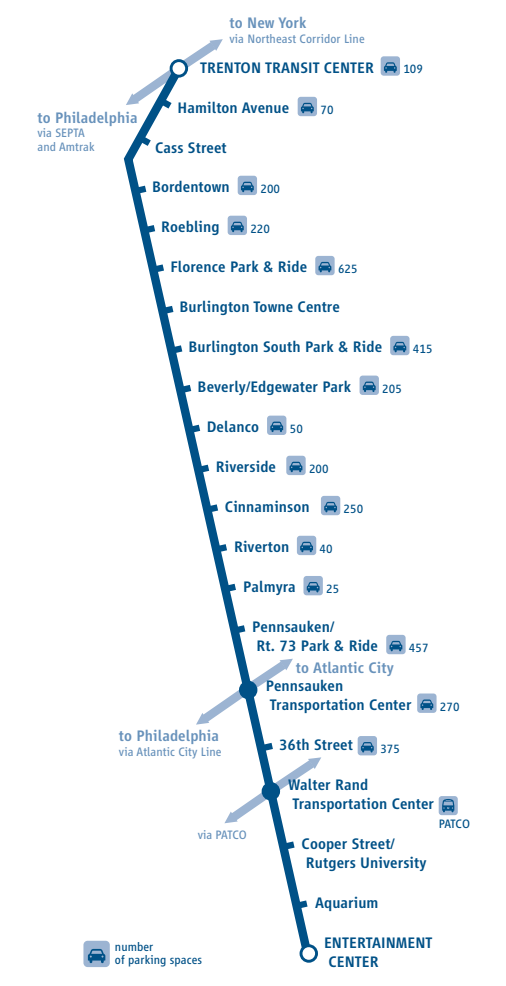 to New York
via Northeast Corridor Line
TRENTON TRANSIT CENTER 109
to Philadelphia
via SEPTA
and Amtrak
Hamilton Avenue 70
Cass Street
Bordentown 200
Roebling 220
Florence Park & Ride 625
Burlington Towne Centre
Burlington South Park & Ride 415
Beverly/Edgewater Park 205
Delanco 50
Riverside 200
Cinnaminson 250
Riverton 40
Palmyra 25
Pennsauken/
Rt. 73 Park & Ride 457
to Atlantic City
Pennsauken
Transportation Center 270
to Philadelphia
via Atlantic City Line
36th Street 375
Walter Rand
Transportation Center
PATCO
via PATCO
Cooper Street/
Rutgers University
Aquarium
ENTERTAINMENT
CENTER
number
of parking spaces